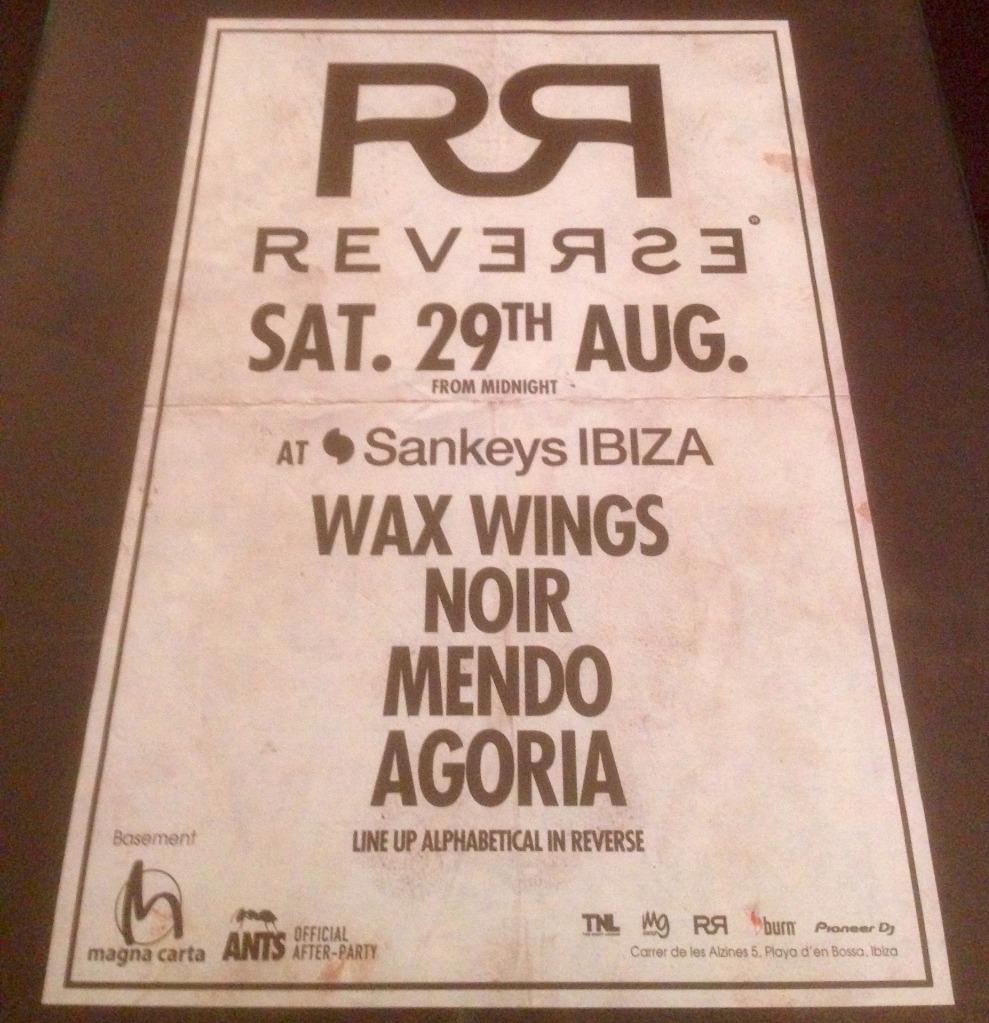 RR
REVERSE
SAT. 29TH AUG.
FROM MIDNIGHT
AT Sankeys IBIZA
WAX WINGS
NOIR
MENDO
AGORIA
LINE UP ALPHABETICAL IN REVERSE
Basement
magna carta
ANTS OFFICIAL AFTER-PARTY
TNL RR burn Pioneer Dj
Carrer de les Alzines 5, Playa d'en Bossa, Ibiza